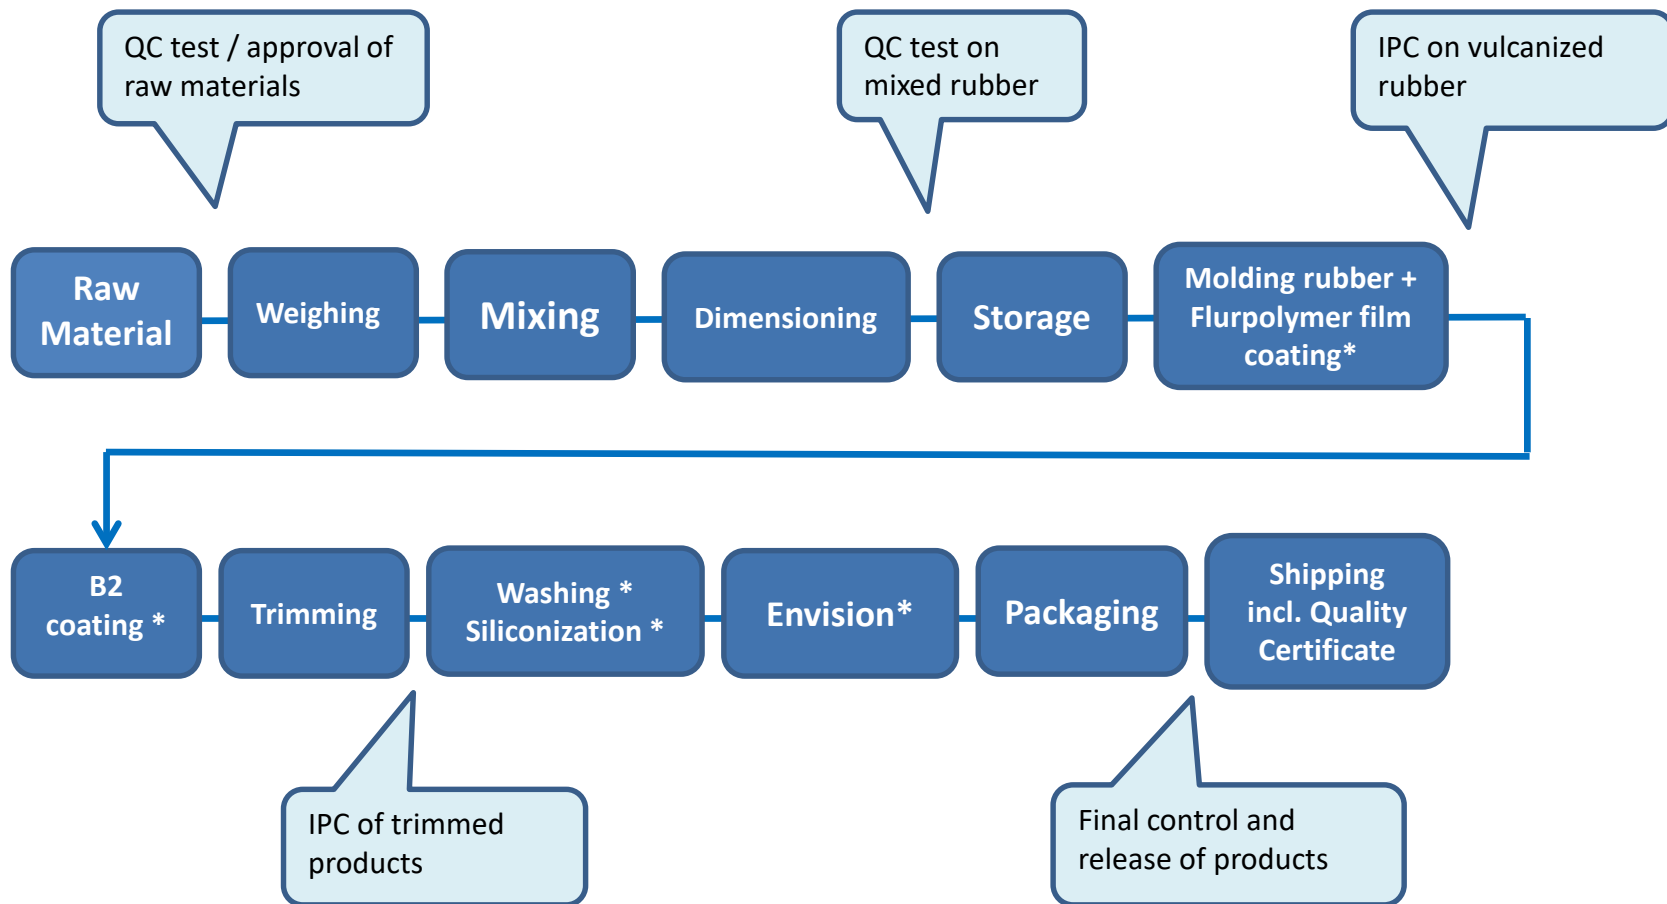 QC test / approval of
raw materials
QC test on
mixed rubber
IPC on vulcanized
rubber
Raw
Material
Weighing
Mixing
Dimensioning
Storage
Molding rubber +
Flurpolymer film
coating*
B2
coating *
Trimming
Washing *
Siliconization *
Envision*
Packaging
Shipping
incl. Quality
Certificate
IPC of trimmed
products
Final control and
release of products